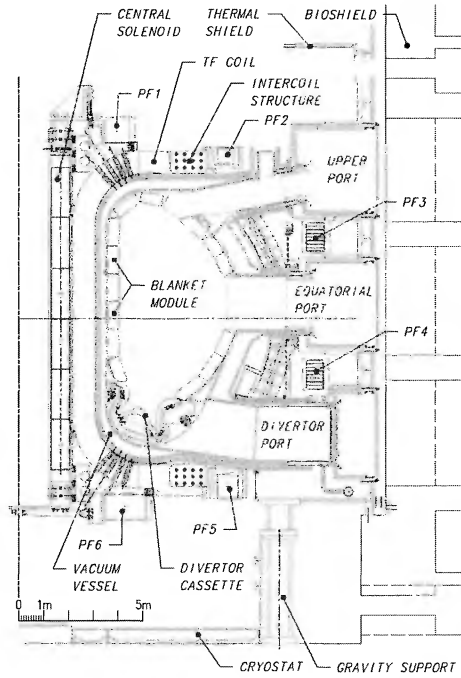 CENTRAL
SOLENOID
THERMAL
SHIELD
BIOSHIELD
PF1
TF COIL
INTERCOIL
STRUCTURE
PF2
UPPER
PORT
PF3
BLANKET
MODULE
EQUATORIAL
PORT
PF4
DIVERTOR
PORT
PF5
PF6
VACUUM
VESSEL
DIVERTOR
CASSETTE
0 1m 5m
CRYOSTAT
GRAVITY SUPPORT